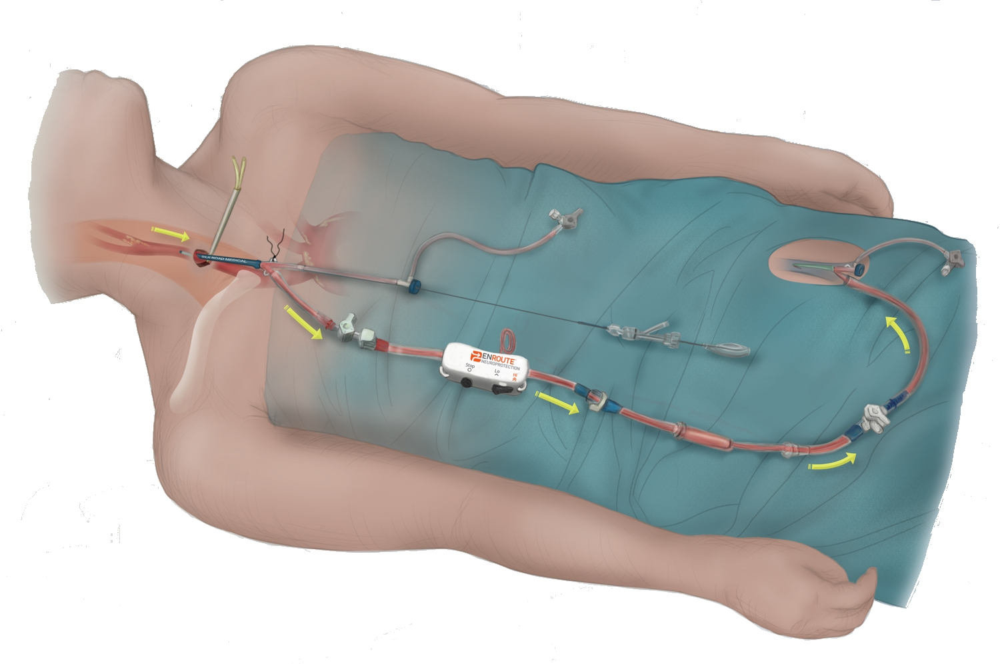 SILK ROAD MEDICAL
ENROUTE
NEUROPROTECTION
Stop
Lo
Hi